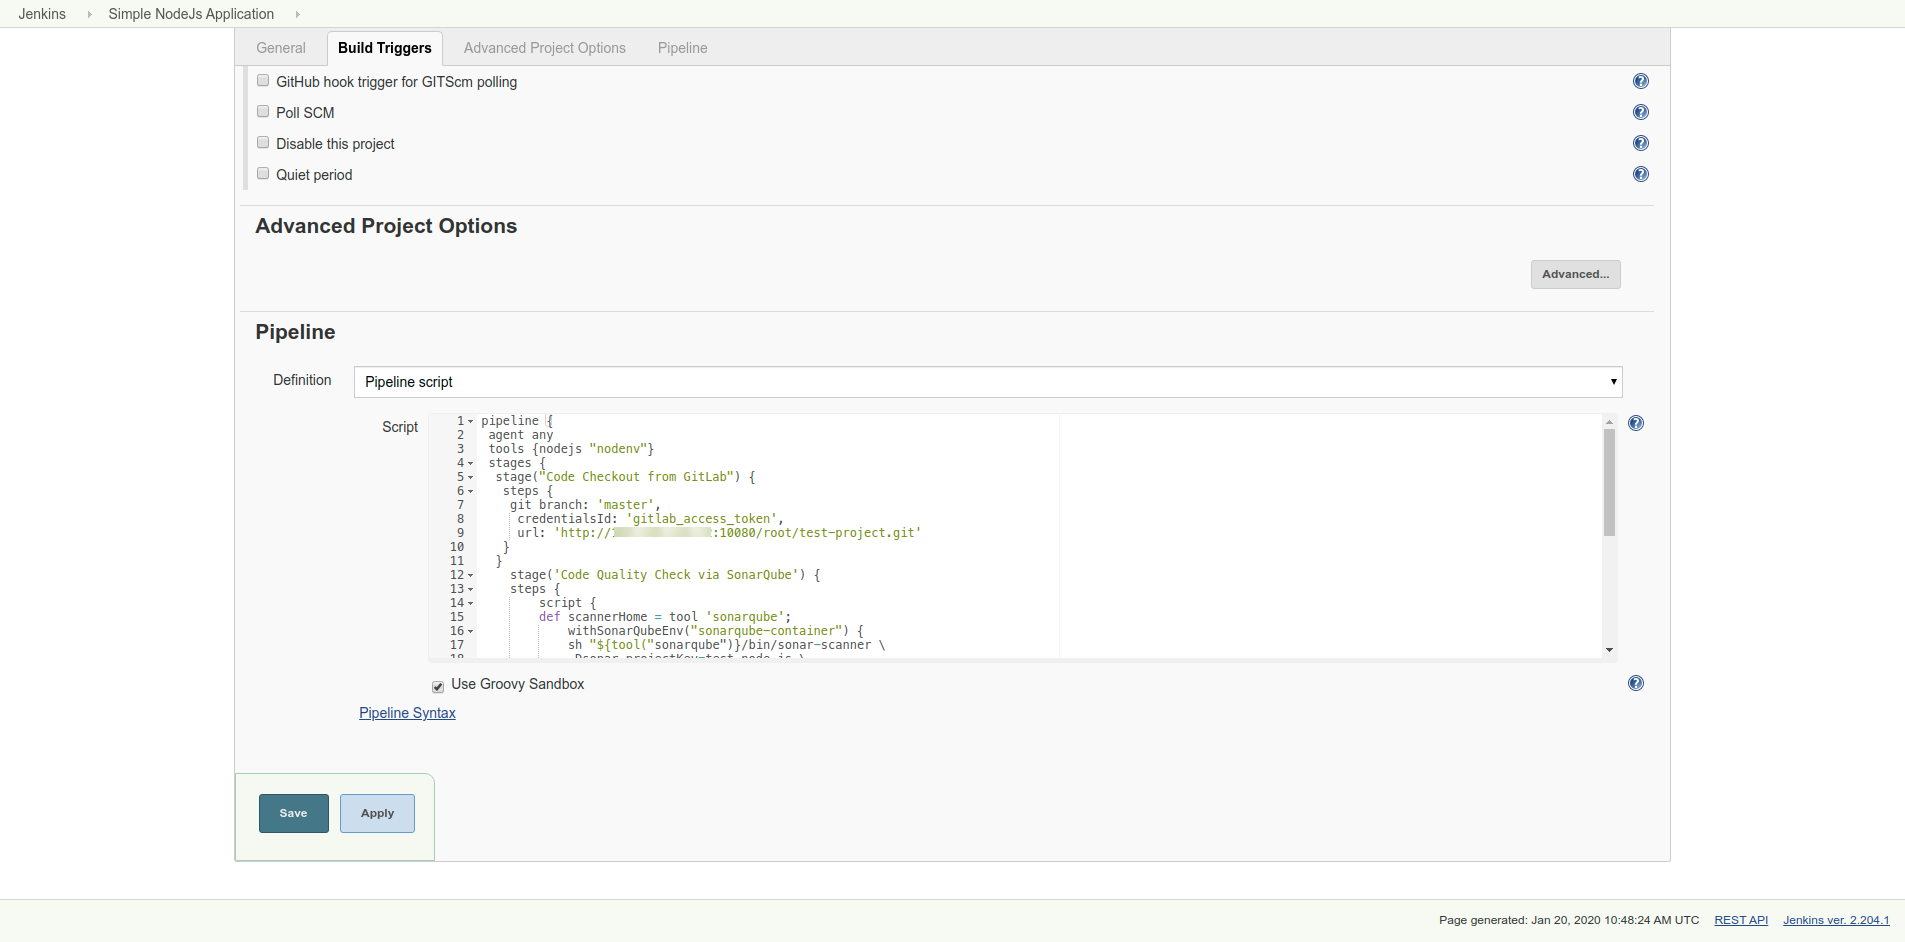 Jenkins Simple NodeJs Application
General Build Triggers Advanced Project Options Pipeline
GitHub hook trigger for GITScm polling
Poll SCM
Disable this project
Quiet period
Advanced Project Options
Advanced...
Pipeline
Definition Pipeline script
Script
1 pipeline {
2 agent any
3 tools {nodejs "nodenv"}
4 stages {
5 stage("Code Checkout from GitLab") {
6 steps {
7 git branch: 'master',
8 credentialsId: 'gitlab_access_token',
9 url: 'http:// :10080/root/test-project.git'
10 }
11 }
12 stage('Code Quality Check via SonarQube') {
13 steps {
14 script {
15 def scannerHome = tool 'sonarqube';
16 withSonarQubeEnv("sonarqube-container") {
17 sh "${tool("sonarqube")}/bin/sonar-scanner \
Use Groovy Sandbox
Pipeline Syntax
Save Apply
Page generated: Jan 20, 2020 10:48:24 AM UTC REST API Jenkins ver. 2.204.1